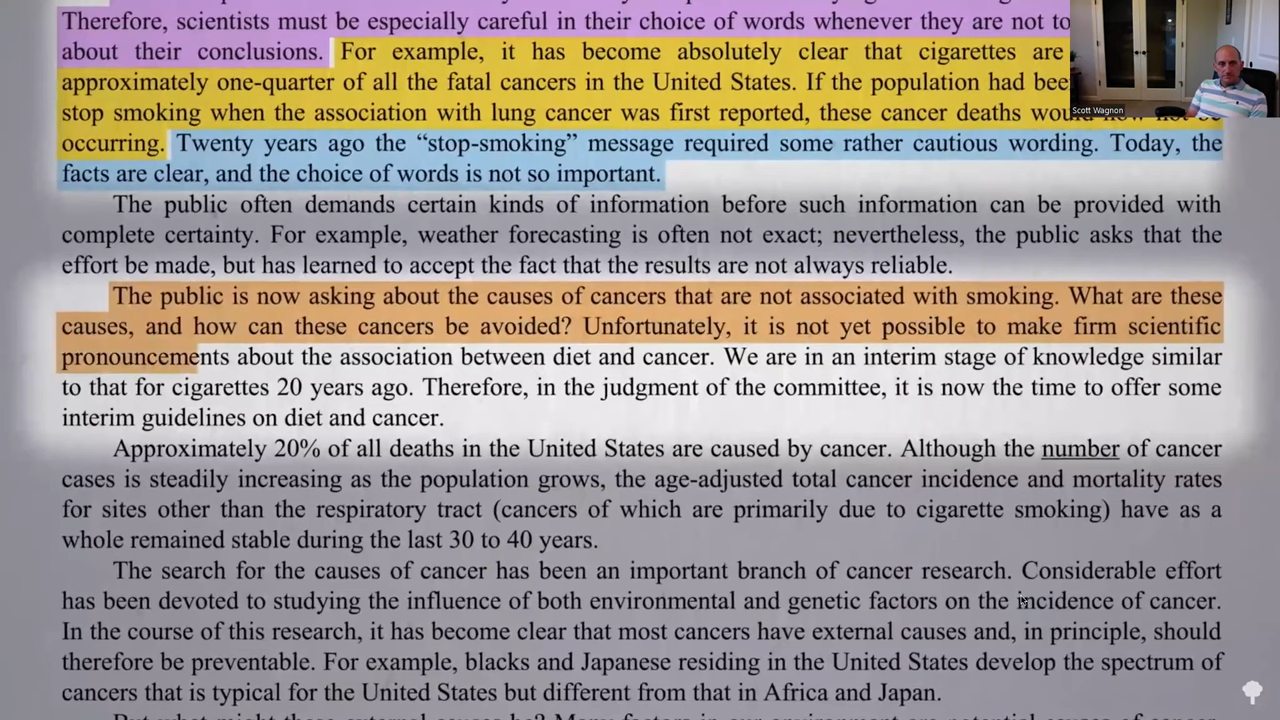 Therefore, scientists must be especially careful in their choice of words whenever they are not to
about their conclusions. For example, it has become absolutely clear that cigarettes are
approximately one-quarter of all the fatal cancers in the United States. If the population had
stop smoking when the association with lung cancer was first reported, these cancer deaths
Scott Wagnon
occurring. Twenty years ago the “stop-smoking” message required some rather cautious wording. Today, the
facts are clear, and the choice of words is not so important.
The public often demands certain kinds of information before such information can be provided with
complete certainty. For example, weather forecasting is often not exact; nevertheless, the public asks that the
effort be made, but has learned to accept the fact that the results are not always reliable.
The public is now asking about the causes of cancers that are not associated with smoking. What are these
causes, and how can these cancers be avoided? Unfortunately, it is not yet possible to make firm scientific
pronouncements about the association between diet and cancer. We are in an interim stage of knowledge similar
to that for cigarettes 20 years ago. Therefore, in the judgment of the committee, it is now the time to offer some
interim guidelines on diet and cancer.
Approximately 20% of all deaths in the United States are caused by cancer. Although the number of cancer
cases is steadily increasing as the population grows, the age-adjusted total cancer incidence and mortality rates
for sites other than the respiratory tract (cancers of which are primarily due to cigarette smoking) have as a
whole remained stable during the last 30 to 40 years.
The search for the causes of cancer has been an important branch of cancer research. Considerable effort
has been devoted to studying the influence of both environmental and genetic factors on the incidence of cancer.
In the course of this research, it has become clear that most cancers have external causes and, in principle, should
therefore be preventable. For example, blacks and Japanese residing in the United States develop the spectrum of
cancers that is typical for the United States but different from that in Africa and Japan.